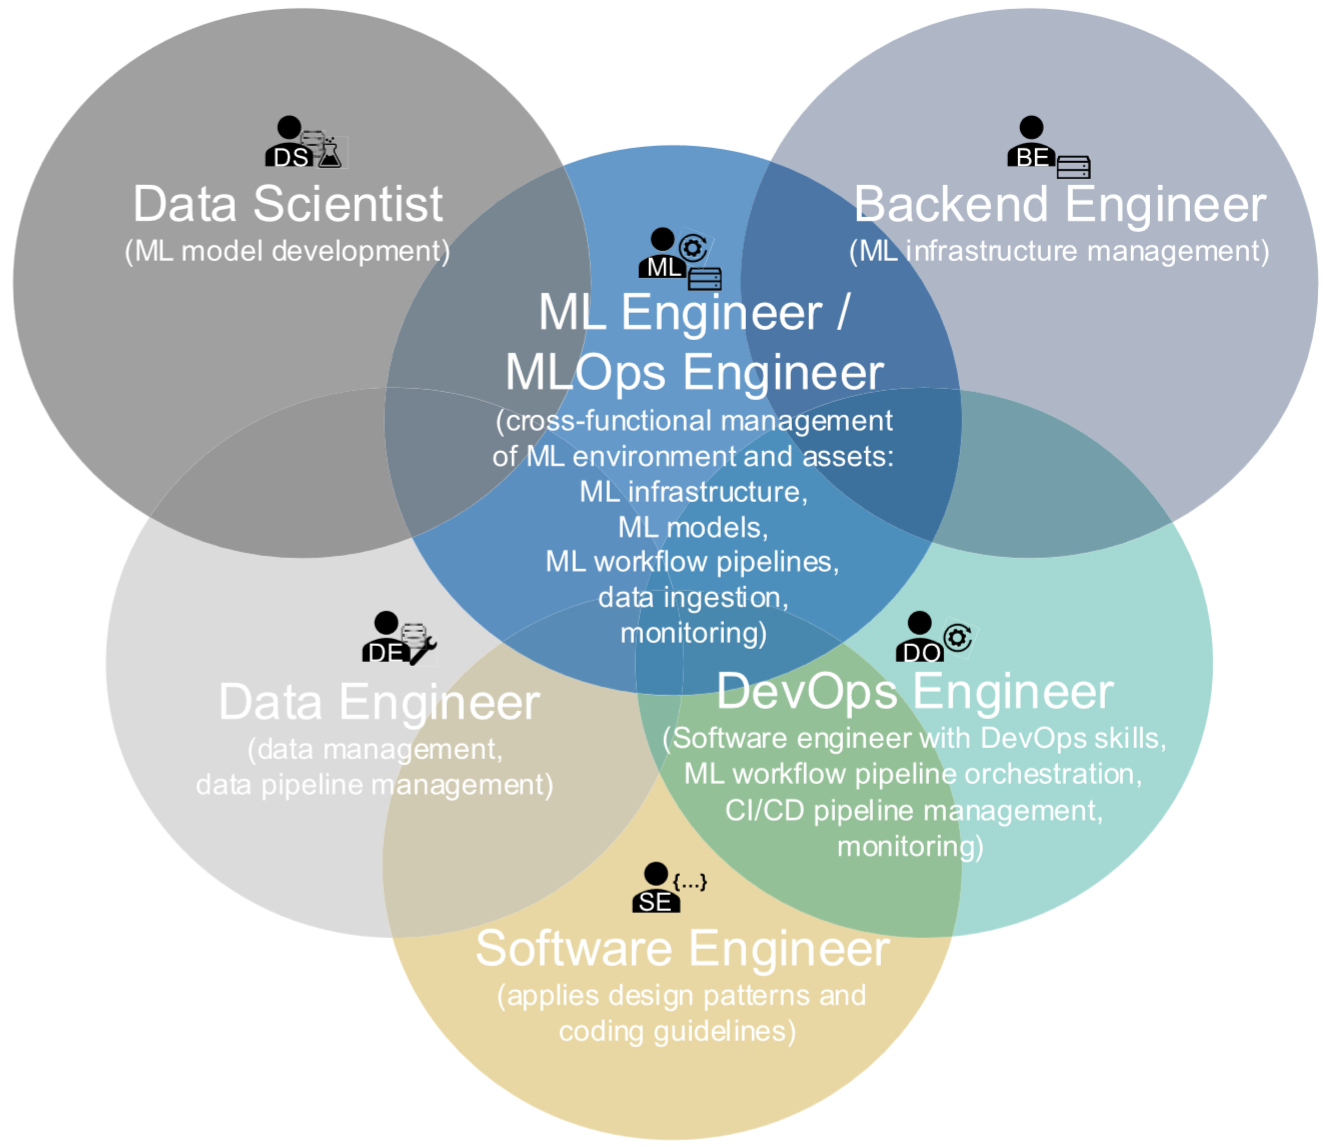 DS
Data Scientist
(ML model development)
BE
Backend Engineer
(ML infrastructure management)
ML
ML Engineer /
MLOps Engineer
(cross-functional management
of ML environment and assets:
ML infrastructure,
ML models,
ML workflow pipelines,
data ingestion,
monitoring)
DE
Data Engineer
(data management,
data pipeline management)
DO
DevOps Engineer
(Software engineer with DevOps skills,
ML workflow pipeline orchestration,
CI/CD pipeline management,
monitoring)
SE {...}
Software Engineer
(applies design patterns and
coding guidelines)